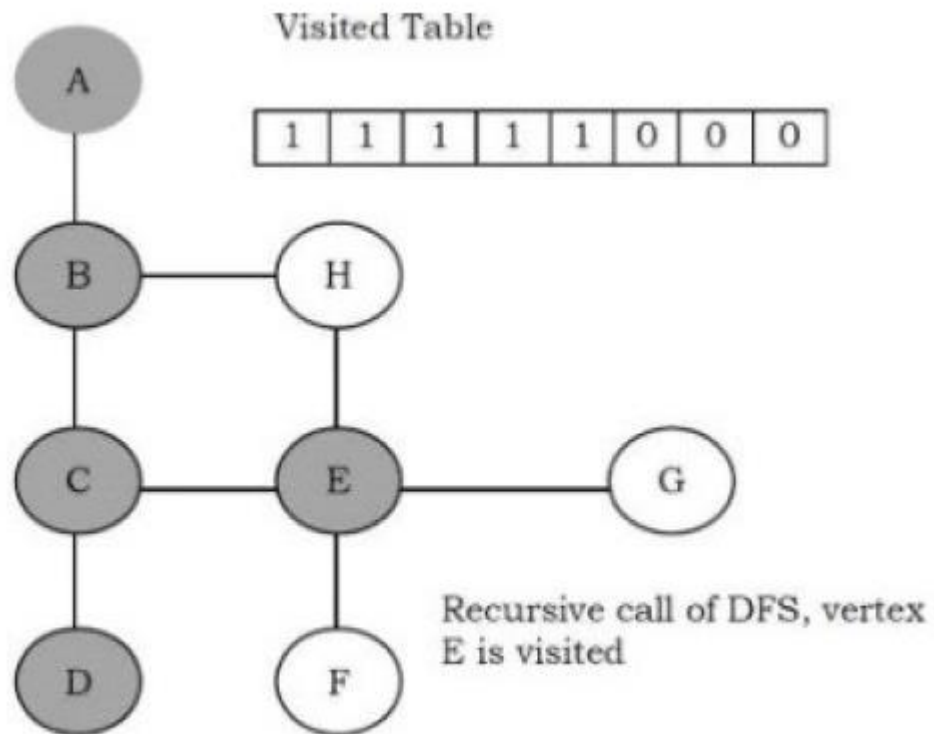 Visited Table
A
1 1 1 1 1 0 0 0
B H
C E G
Recursive call of DFS, vertex
E is visited
D F